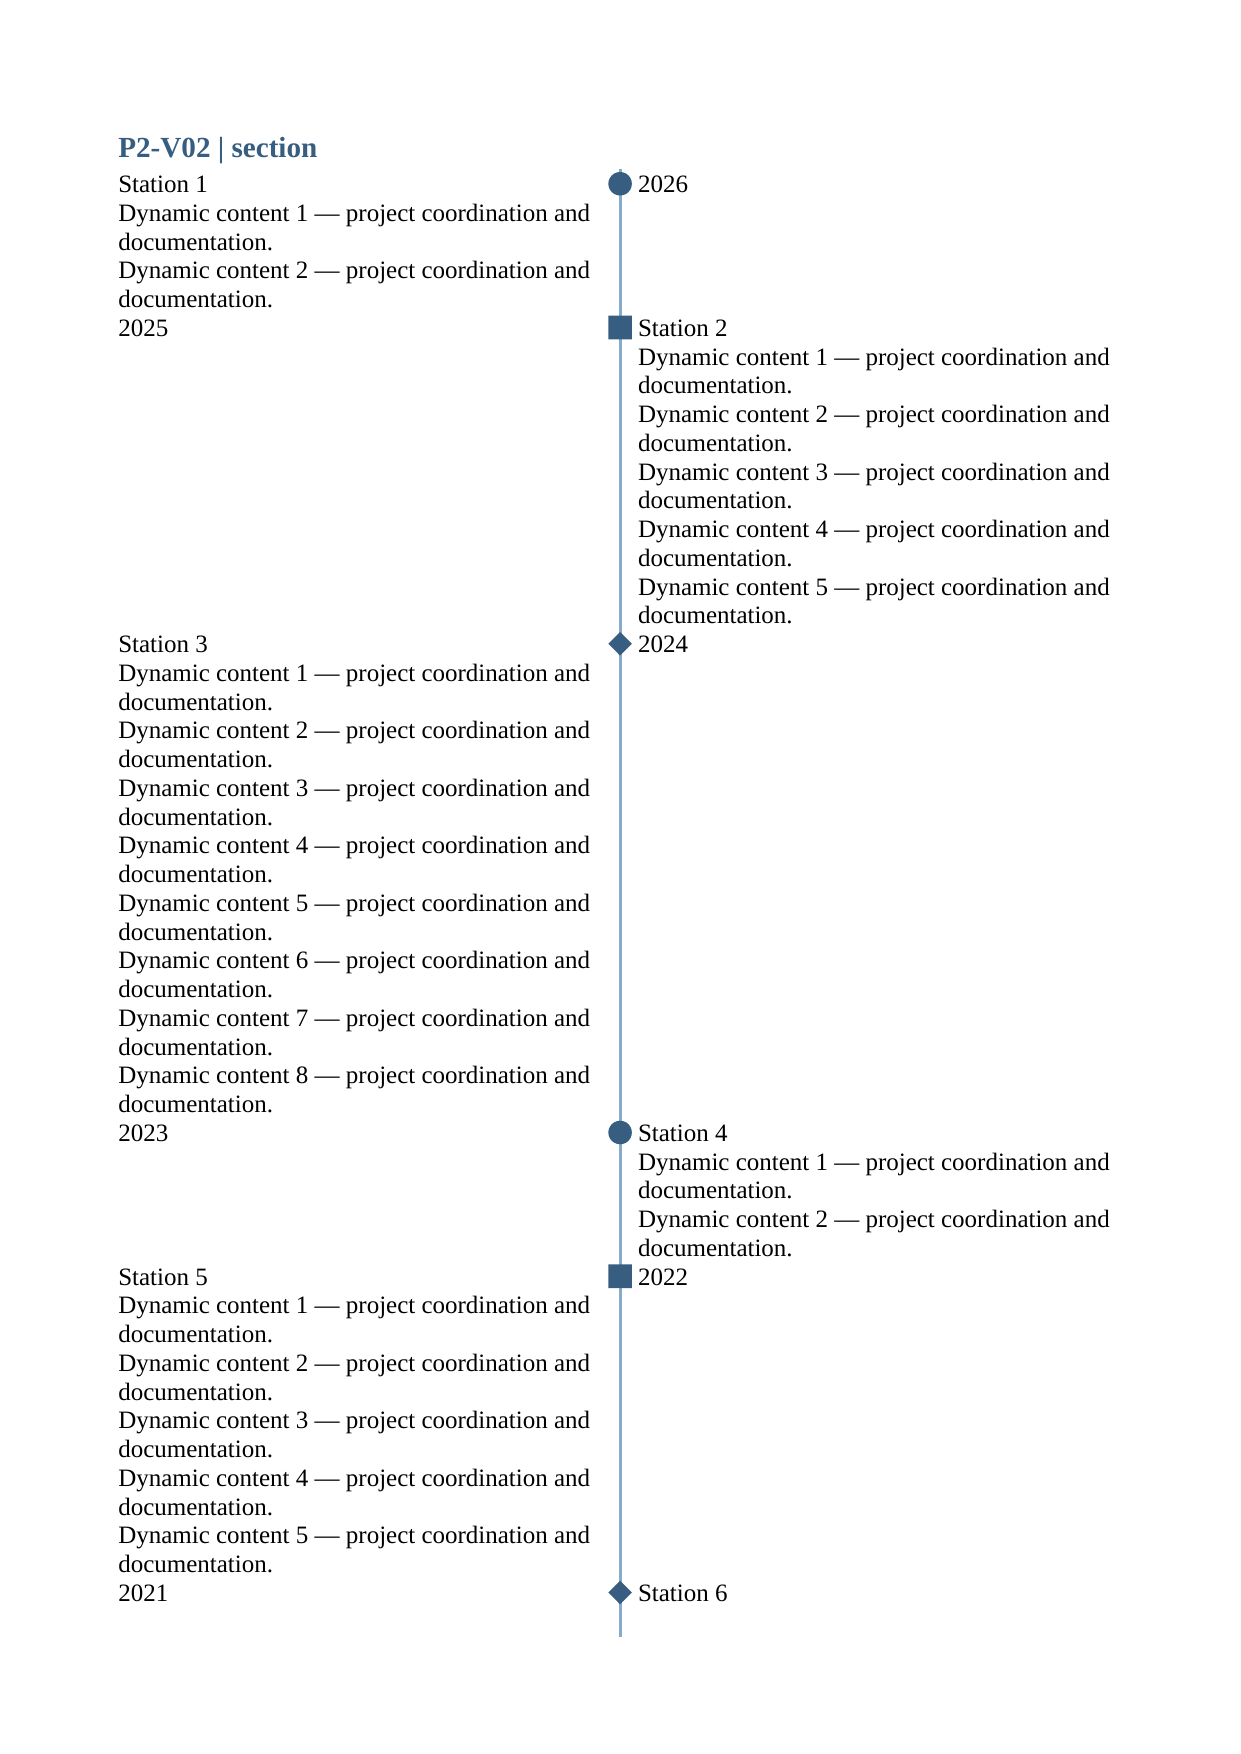 P2-V02 | section
Station 1
2026
Dynamic content 1 — project coordination and
documentation.
Dynamic content 2 — project coordination and
documentation.
2025
Station 2
Dynamic content 1 — project coordination and
documentation.
Dynamic content 2 — project coordination and
documentation.
Dynamic content 3 — project coordination and
documentation.
Dynamic content 4 — project coordination and
documentation.
Dynamic content 5 — project coordination and
documentation.
Station 3
2024
Dynamic content 1 — project coordination and
documentation.
Dynamic content 2 — project coordination and
documentation.
Dynamic content 3 — project coordination and
documentation.
Dynamic content 4 — project coordination and
documentation.
Dynamic content 5 — project coordination and
documentation.
Dynamic content 6 — project coordination and
documentation.
Dynamic content 7 — project coordination and
documentation.
Dynamic content 8 — project coordination and
documentation.
2023
Station 4
Dynamic content 1 — project coordination and
documentation.
Dynamic content 2 — project coordination and
documentation.
Station 5
2022
Dynamic content 1 — project coordination and
documentation.
Dynamic content 2 — project coordination and
documentation.
Dynamic content 3 — project coordination and
documentation.
Dynamic content 4 — project coordination and
documentation.
Dynamic content 5 — project coordination and
documentation.
2021
Station 6